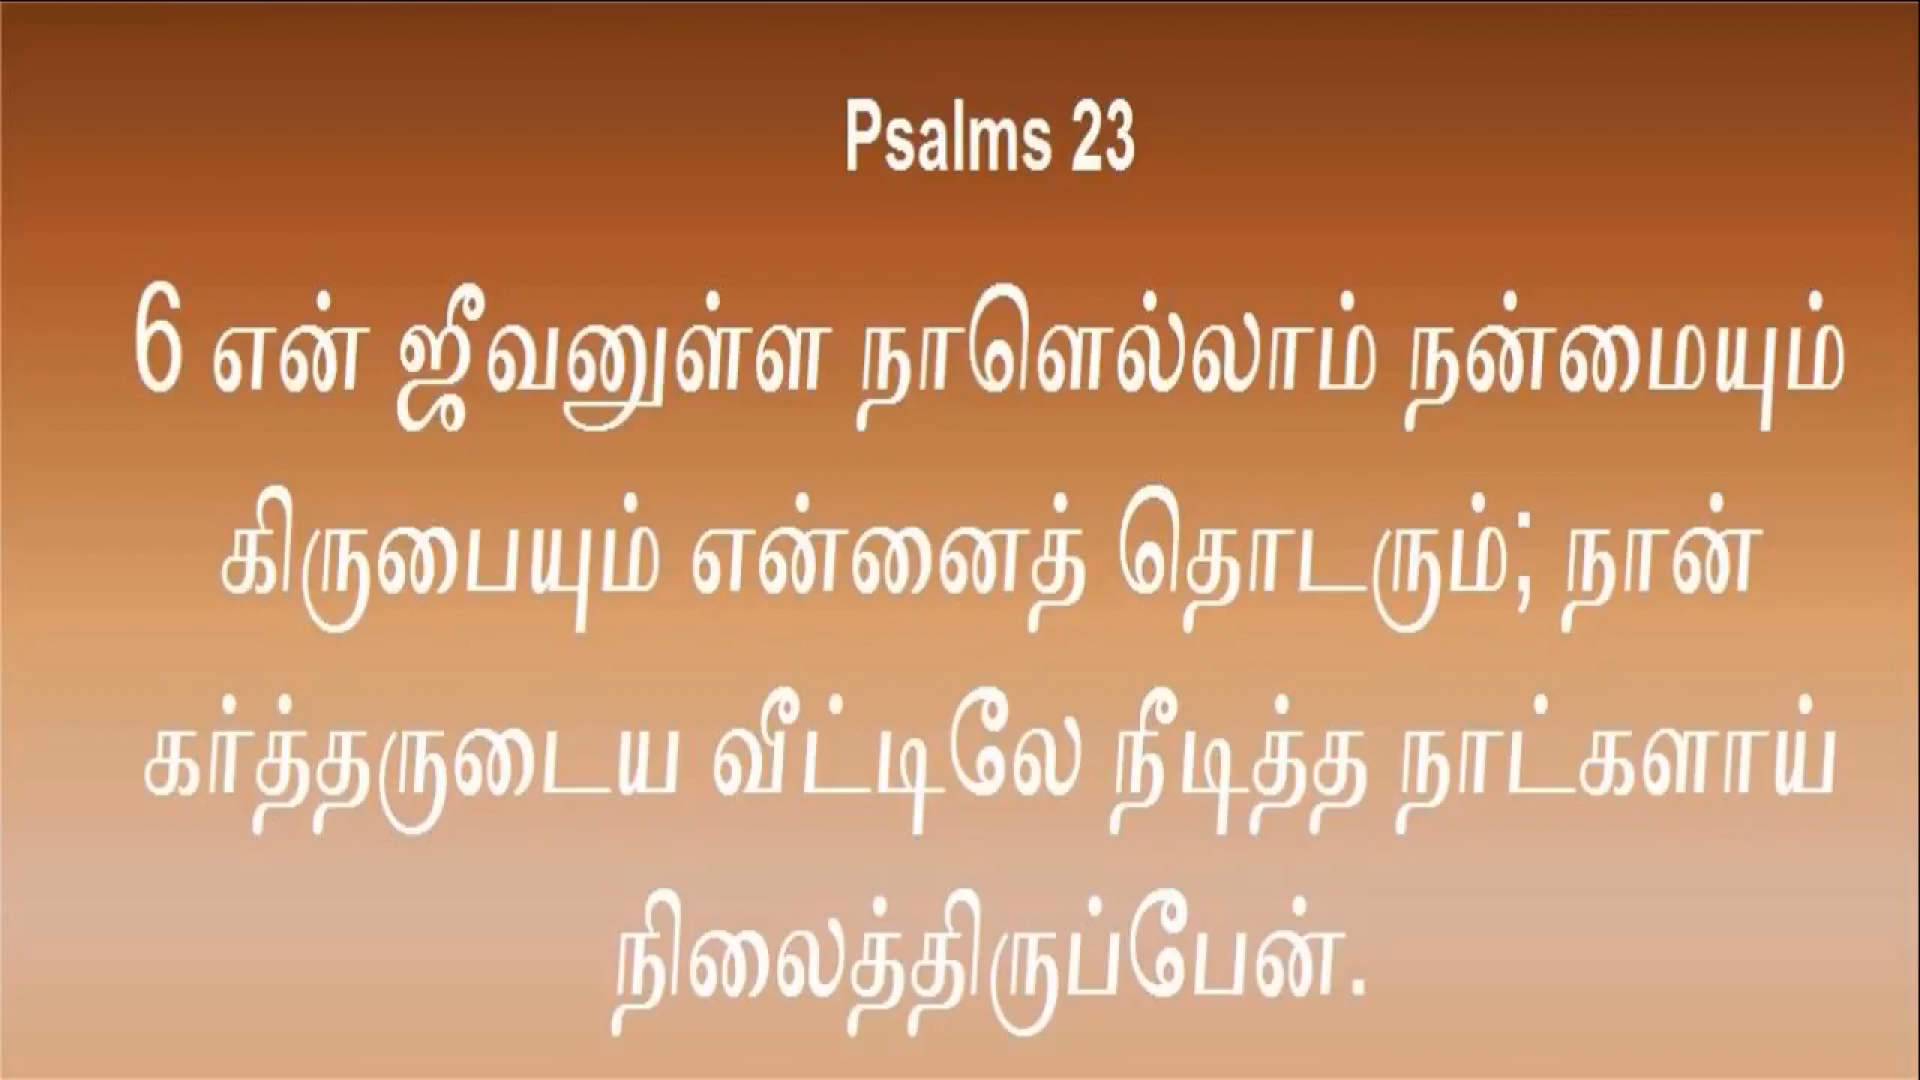 Psalms 23
6 என் ஜீவனுள்ள நாளெல்லாம் நன்மையும்
கிருபையும் என்னைத் தொடரும்; நான்
கர்த்தருடைய வீட்டிலே நீடித்த நாட்களாய்
நிலைத்திருப்பேன்.